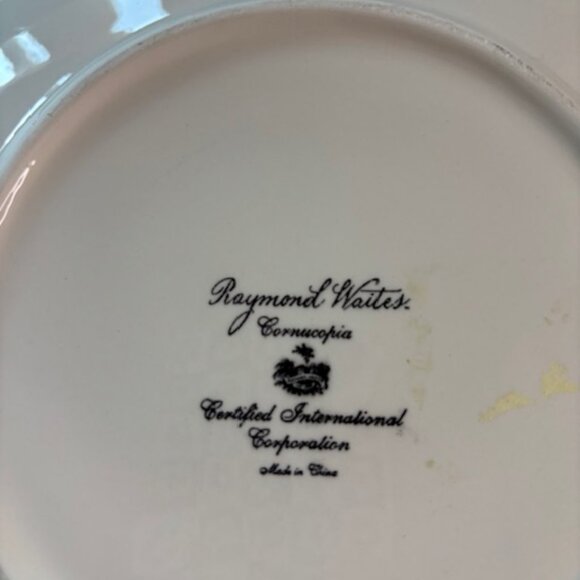 Raymond Waites.
Cornucopia
Certified International
Corporation
Made in China